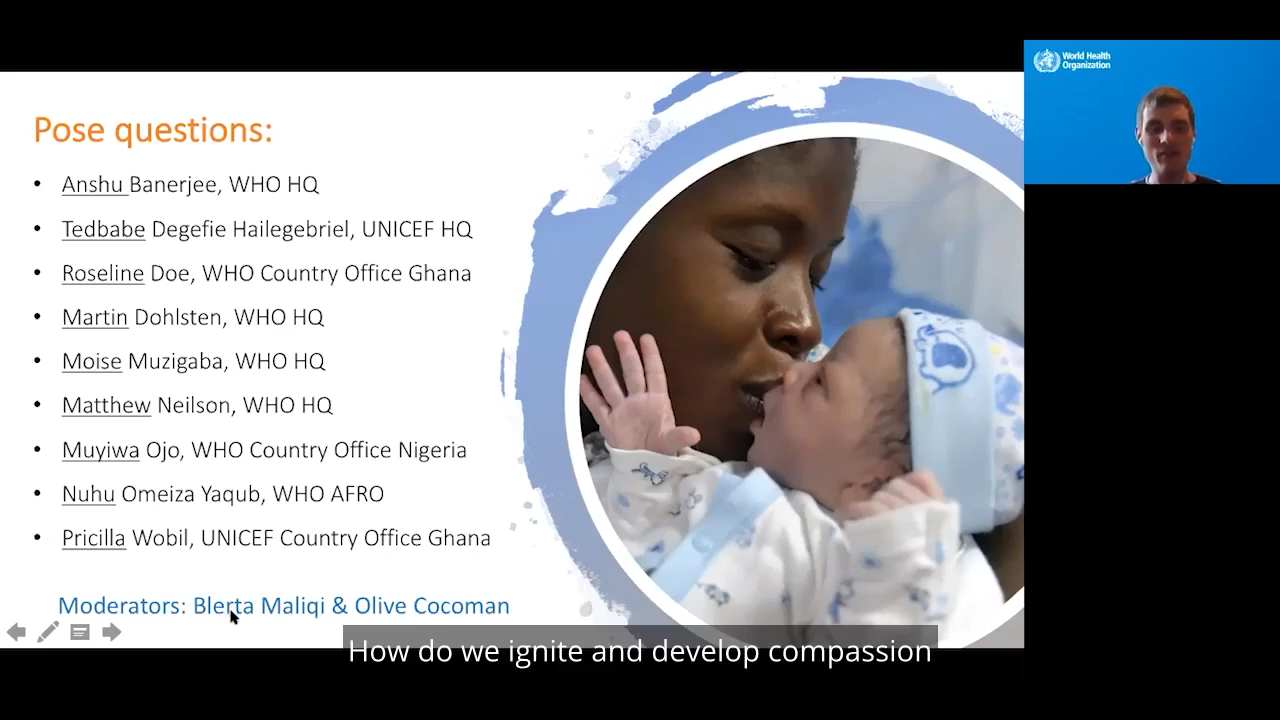 World Health
Organization
Pose questions:
• Anshu Banerjee, WHO HQ
• Tedbabe Degefie Hailegebriel, UNICEF HQ
• Roseline Doe, WHO Country Office Ghana
• Martin Dohlsten, WHO HQ
• Moise Muzigaba, WHO HQ
• Matthew Neilson, WHO HQ
• Muyiwa Ojo, WHO Country Office Nigeria
• Nuhu Omeiza Yaqub, WHO AFRO
• Pricilla Wobil, UNICEF Country Office Ghana
Moderators: Blerta Maliqi & Olive Cocoman
How do we ignite and develop compassion